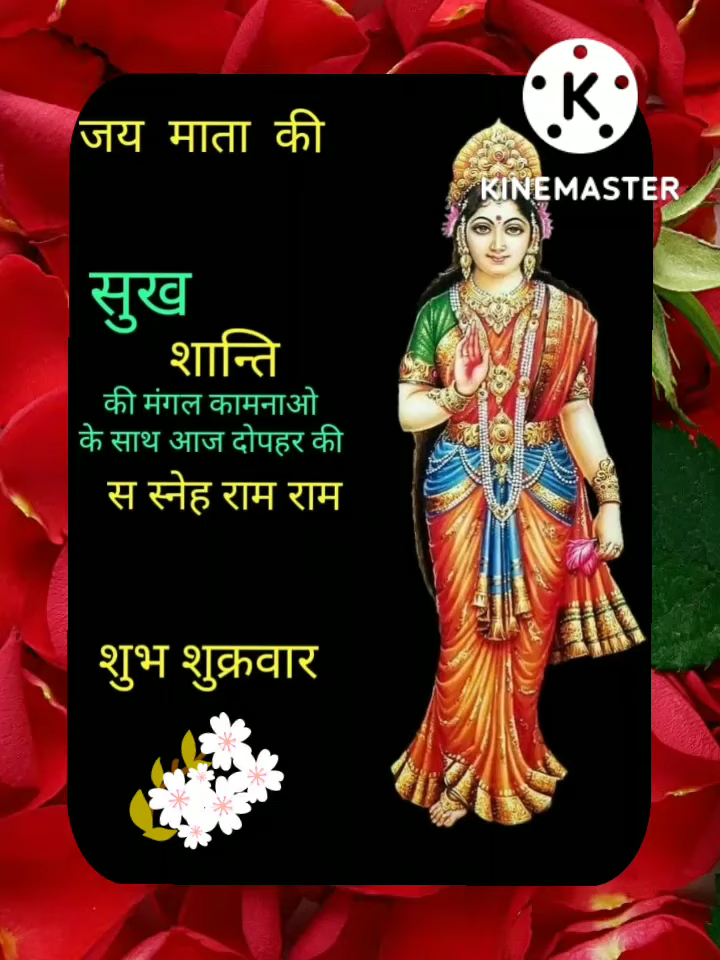 जय माता की
KINEMASTER
सुख
शान्ति
की मंगल कामनाओ
के साथ आज दोपहर की
स स्नेह राम राम
शुभ शुक्रवार